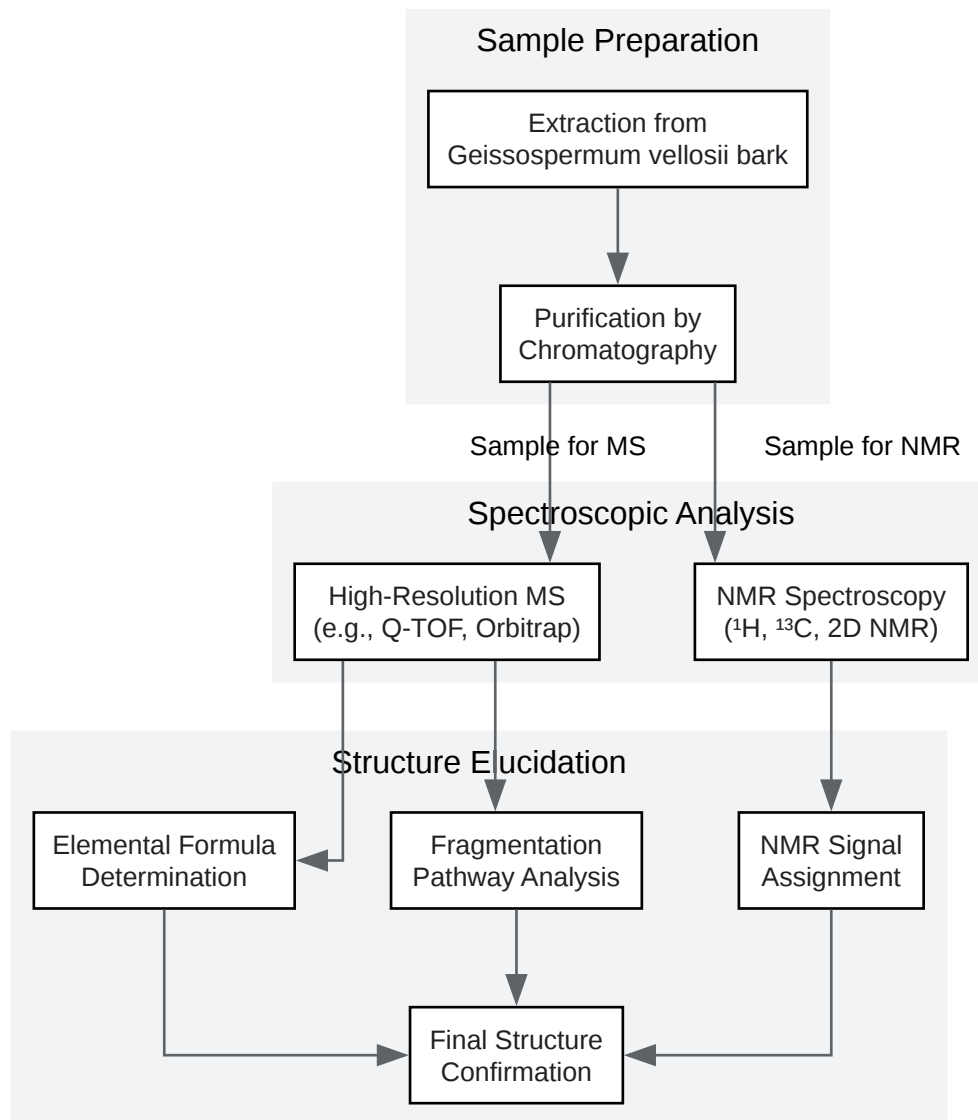 Sample Preparation
Extraction from
Geissospermum vellosii bark
Purification by
Chromatography
Sample for MS
Sample for NMR
Spectroscopic Analysis
High-Resolution MS
(e.g., Q-TOF, Orbitrap)
NMR Spectroscopy
(¹H, ¹³C, 2D NMR)
Structure Elucidation
Elemental Formula
Determination
Fragmentation
Pathway Analysis
NMR Signal
Assignment
Final Structure
Confirmation